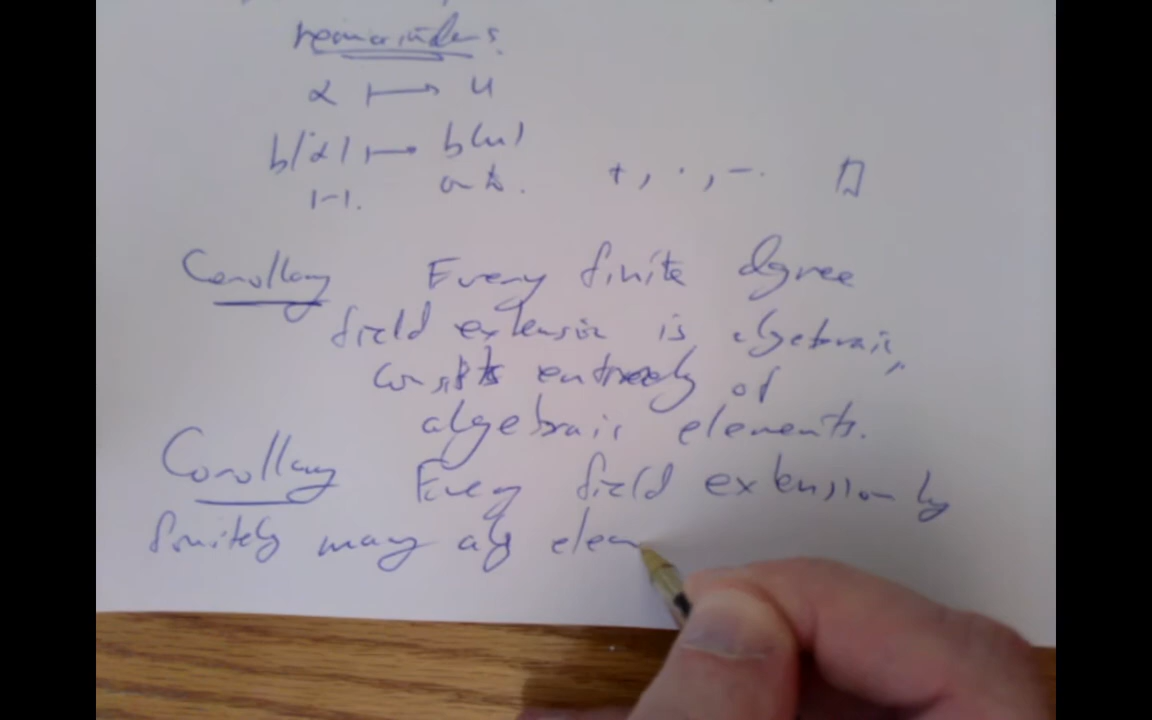 remainders.
α ⟼ u
b(α) ⟼ b(u)
1-1. onto. +, ·, -. □
Corollary Every finite degree
field extension is algebraic,
consists entirely of
algebraic elements.
Corollary Every field extension by
finitely many alg elem